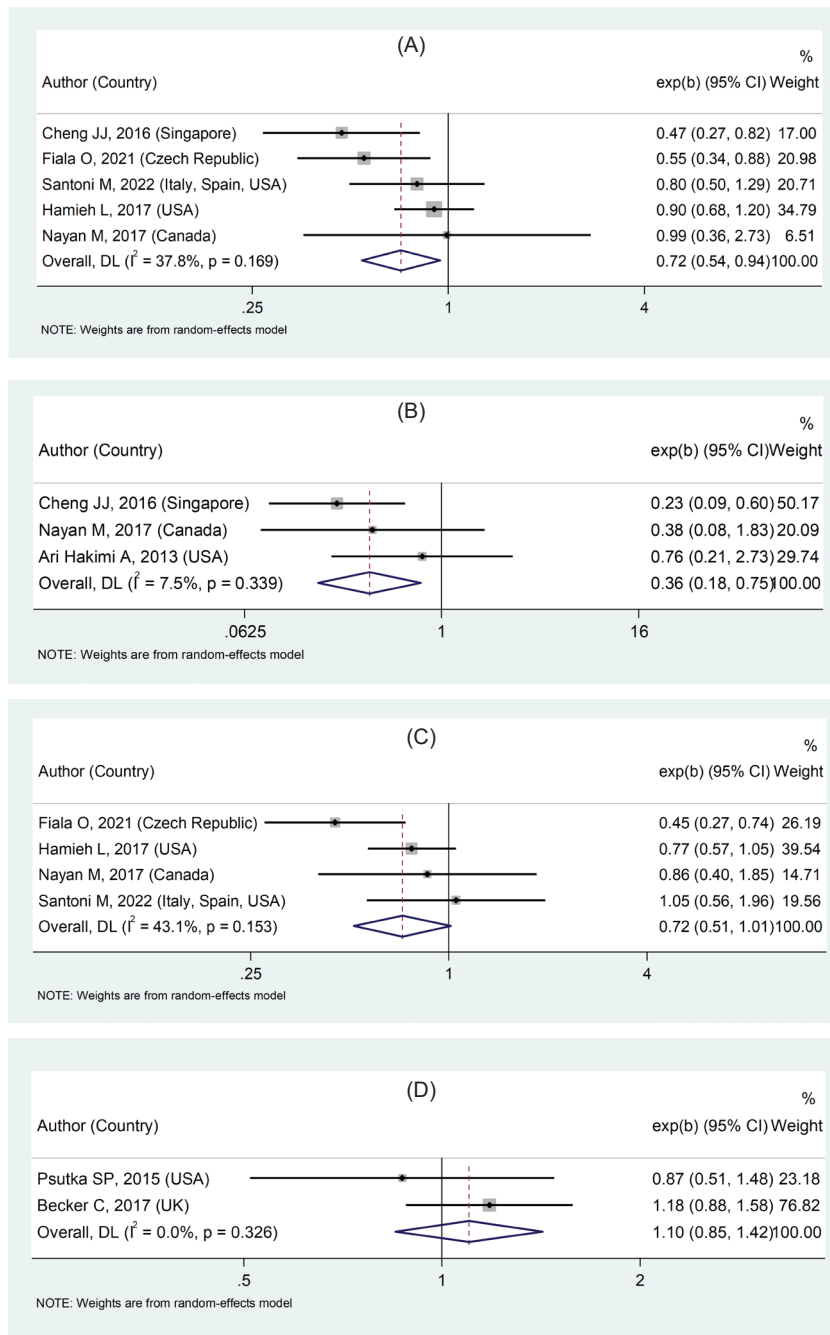 (A)
%
Author (Country) exp(b) (95% CI) Weight
Cheng JJ, 2016 (Singapore) 0.47 (0.27, 0.82) 17.00
Fiala O, 2021 (Czech Republic) 0.55 (0.34, 0.88) 20.98
Santoni M, 2022 (Italy, Spain, USA) 0.80 (0.50, 1.29) 20.71
Hamieh L, 2017 (USA) 0.90 (0.68, 1.20) 34.79
Nayan M, 2017 (Canada) 0.99 (0.36, 2.73) 6.51
Overall, DL (I² = 37.8%, p = 0.169) 0.72 (0.54, 0.94)100.00
.25 1 4
NOTE: Weights are from random-effects model
(B)
%
Author (Country) exp(b) (95% CI)Weight
Cheng JJ, 2016 (Singapore) 0.23 (0.09, 0.60) 50.17
Nayan M, 2017 (Canada) 0.38 (0.08, 1.83) 20.09
Ari Hakimi A, 2013 (USA) 0.76 (0.21, 2.73) 29.74
Overall, DL (I² = 7.5%, p = 0.339) 0.36 (0.18, 0.75)100.00
.0625 1 16
NOTE: Weights are from random-effects model
(C)
%
Author (Country) exp(b) (95% CI) Weight
Fiala O, 2021 (Czech Republic) 0.45 (0.27, 0.74) 26.19
Hamieh L, 2017 (USA) 0.77 (0.57, 1.05) 39.54
Nayan M, 2017 (Canada) 0.86 (0.40, 1.85) 14.71
Santoni M, 2022 (Italy, Spain, USA) 1.05 (0.56, 1.96) 19.56
Overall, DL (I² = 43.1%, p = 0.153) 0.72 (0.51, 1.01)100.00
.25 1 4
NOTE: Weights are from random-effects model
(D)
%
Author (Country) exp(b) (95% CI) Weight
Psutka SP, 2015 (USA) 0.87 (0.51, 1.48) 23.18
Becker C, 2017 (UK) 1.18 (0.88, 1.58) 76.82
Overall, DL (I² = 0.0%, p = 0.326) 1.10 (0.85, 1.42)100.00
.5 1 2
NOTE: Weights are from random-effects model